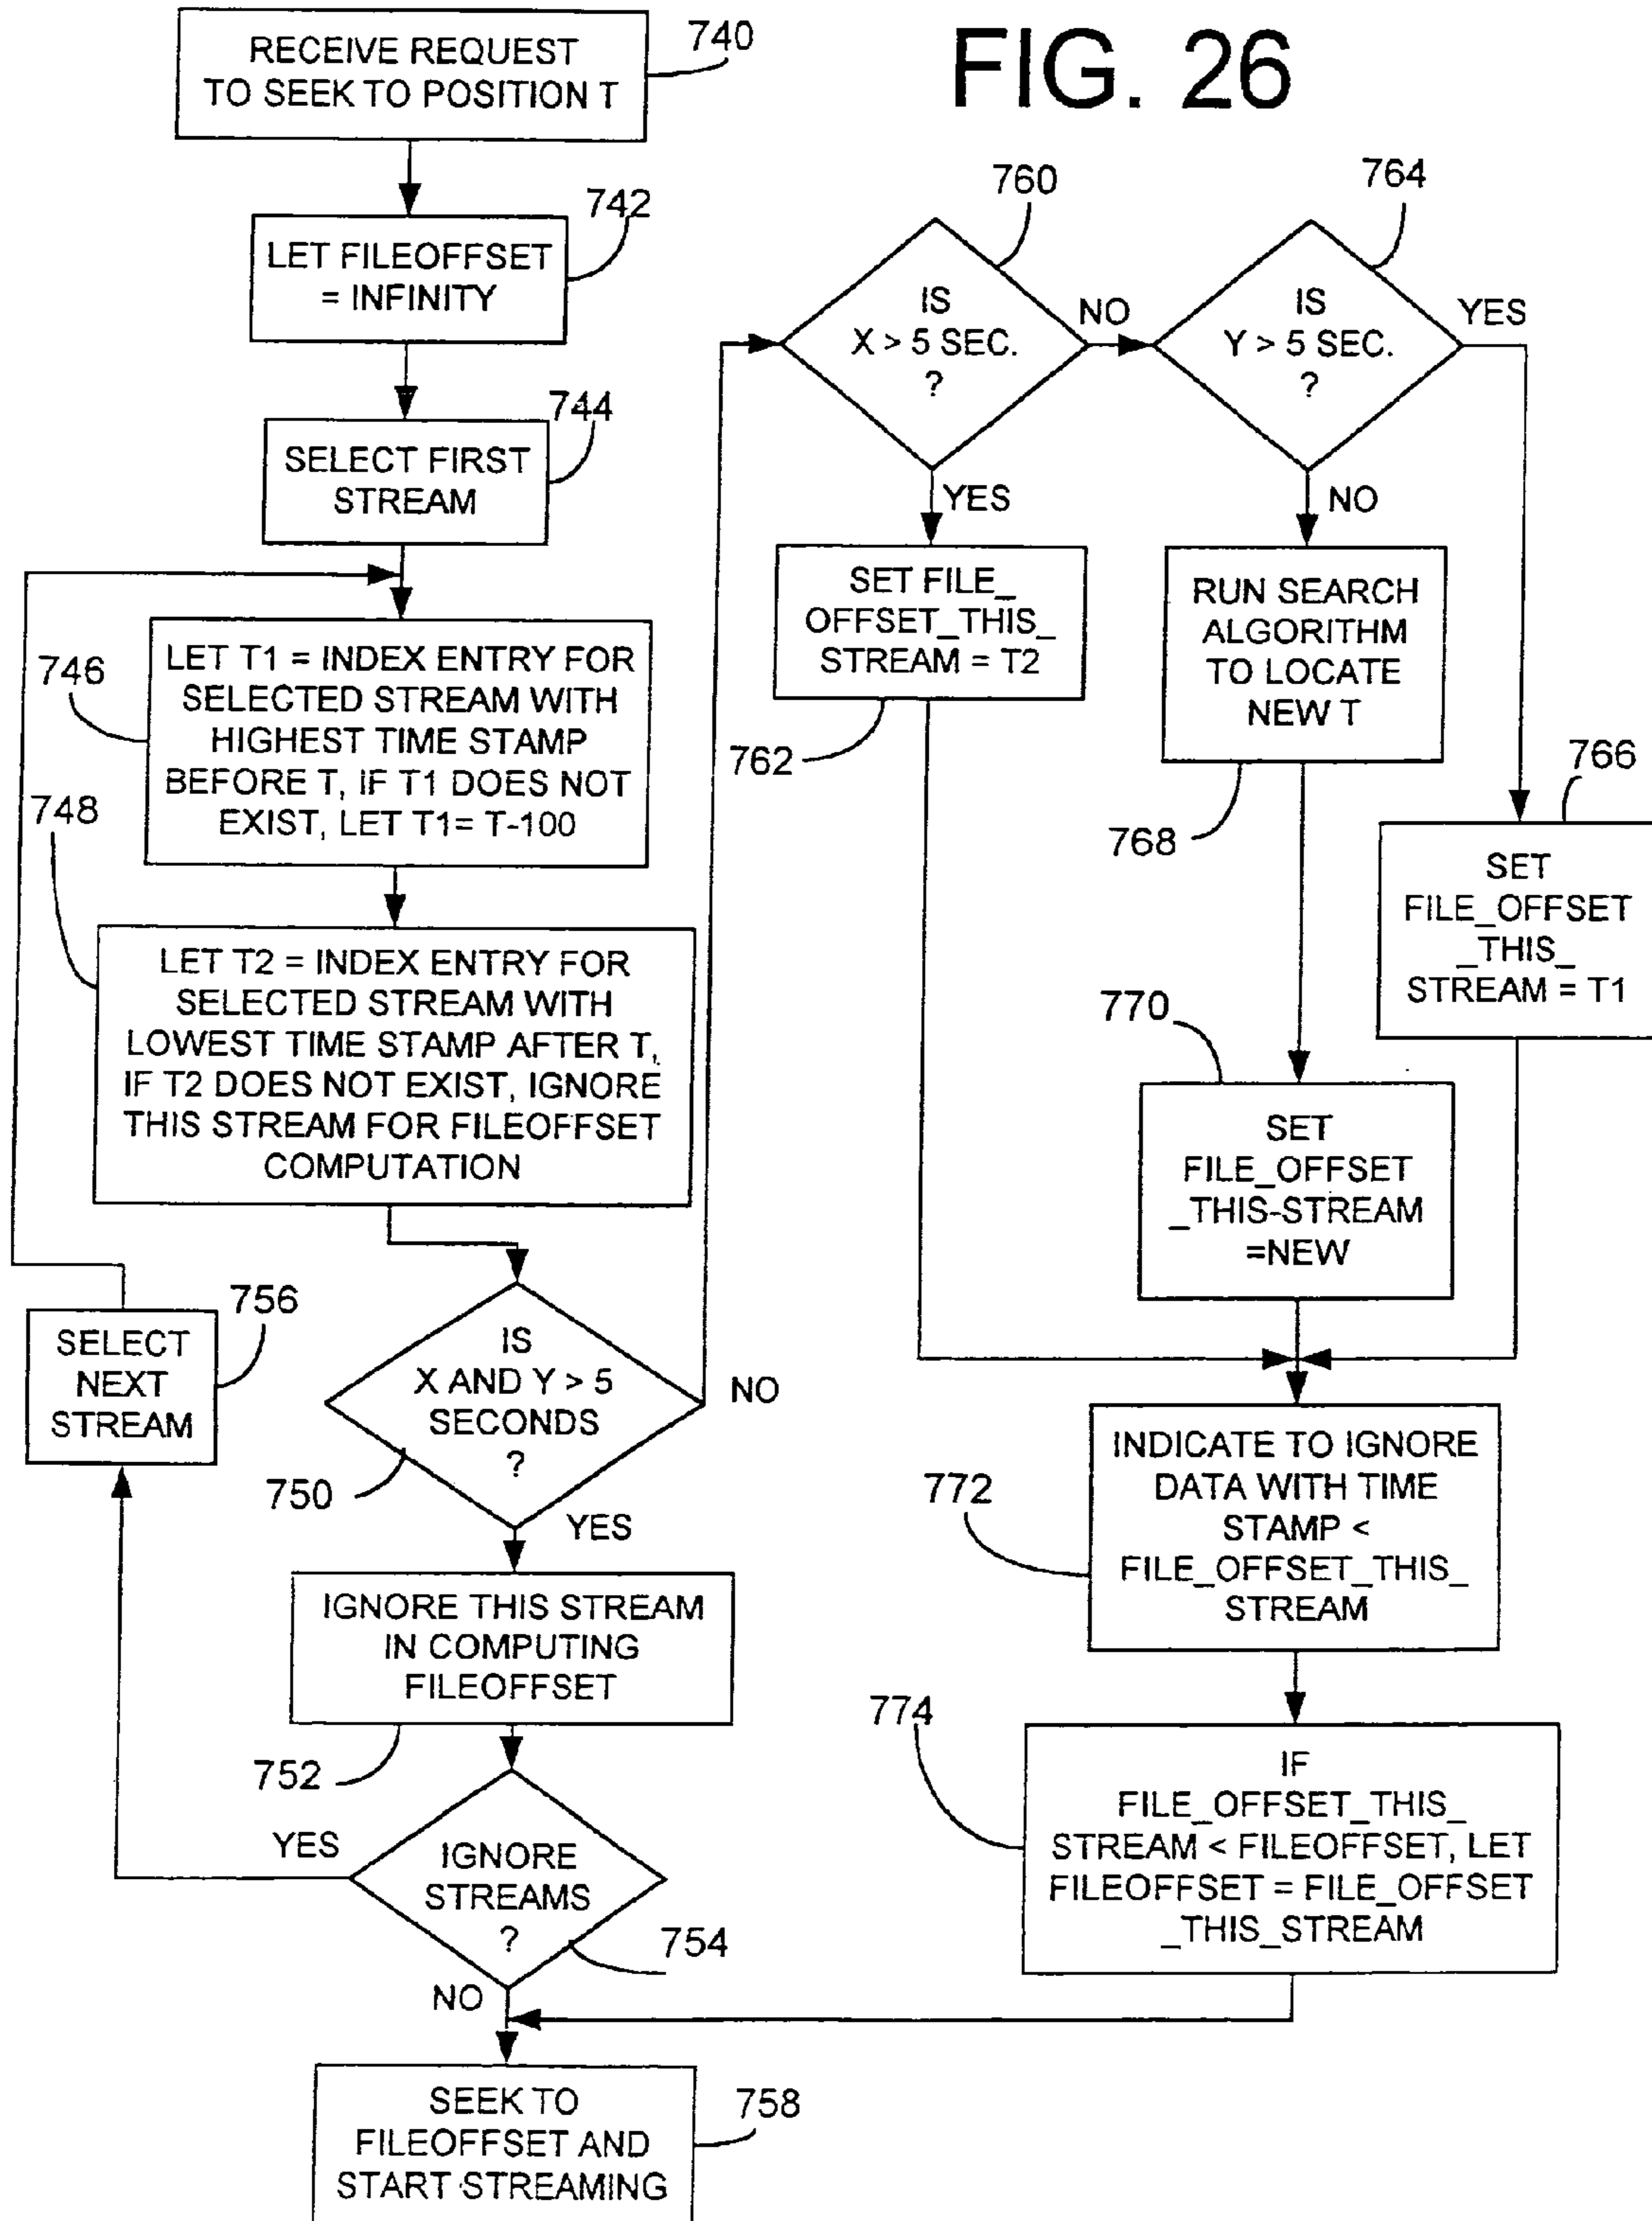 FIG. 26
RECEIVE REQUEST
TO SEEK TO POSITION T
740
LET FILEOFFSET
= INFINITY
742
SELECT FIRST
STREAM
744
LET T1 = INDEX ENTRY FOR
SELECTED STREAM WITH
HIGHEST TIME STAMP
BEFORE T, IF T1 DOES NOT
EXIST, LET T1= T-100
746
LET T2 = INDEX ENTRY FOR
SELECTED STREAM WITH
LOWEST TIME STAMP AFTER T,
IF T2 DOES NOT EXIST, IGNORE
THIS STREAM FOR FILEOFFSET
COMPUTATION
748
IS
X AND Y > 5
SECONDS
?
750
NO
YES
IGNORE THIS STREAM
IN COMPUTING
FILEOFFSET
752
IGNORE
STREAMS
?
754
YES
NO
SELECT
NEXT
STREAM
756
SEEK TO
FILEOFFSET AND
START STREAMING
758
IS
X > 5 SEC.
?
760
NO
YES
SET FILE_
OFFSET_THIS_
STREAM = T2
762
IS
Y > 5 SEC.
?
764
YES
NO
SET
FILE_OFFSET
_THIS_
STREAM = T1
766
RUN SEARCH
ALGORITHM
TO LOCATE
NEW T
768
SET
FILE_OFFSET
_THIS-STREAM
=NEW
770
INDICATE TO IGNORE
DATA WITH TIME
STAMP <
FILE_OFFSET_THIS_
STREAM
772
IF
FILE_OFFSET_THIS_
STREAM < FILEOFFSET, LET
FILEOFFSET = FILE_OFFSET
_THIS_STREAM
774